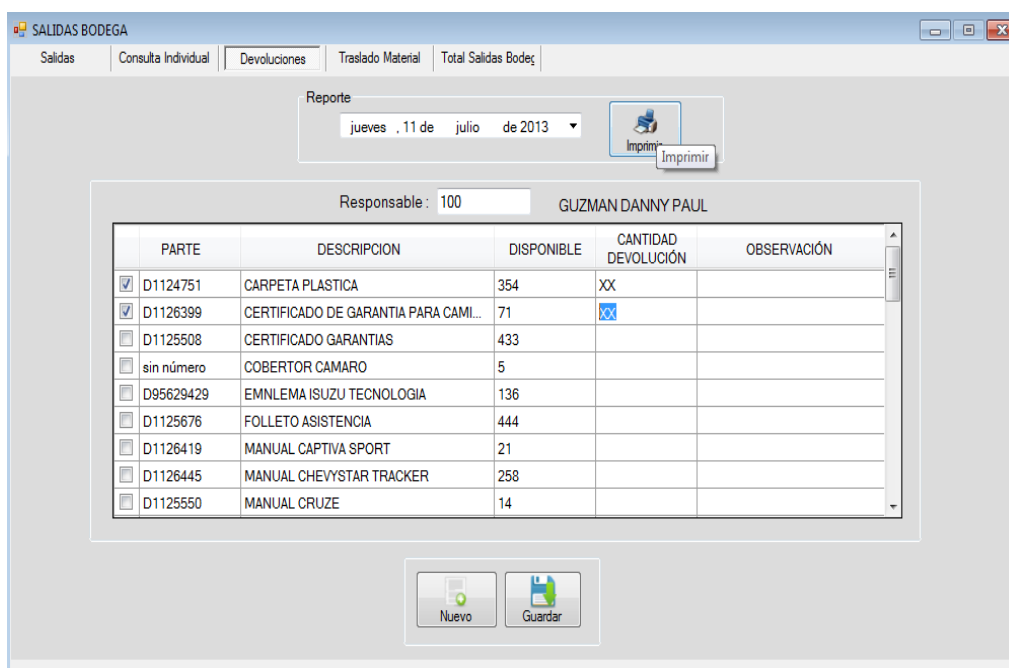 SALIDAS BODEGA
Salidas Consulta Individual Devoluciones Traslado Material Total Salidas Bodeg
Reporte
jueves , 11 de julio de 2013
Imprimir
Imprimir
Responsable : 100 GUZMAN DANNY PAUL
PARTE DESCRIPCION DISPONIBLE CANTIDAD DEVOLUCIÓN OBSERVACIÓN
D1124751 CARPETA PLASTICA 354 XX
D1126399 CERTIFICADO DE GARANTIA PARA CAMI... 71 XX
D1125508 CERTIFICADO GARANTIAS 433
sin número COBERTOR CAMARO 5
D95629429 EMNLEMA ISUZU TECNOLOGIA 136
D1125676 FOLLETO ASISTENCIA 444
D1126419 MANUAL CAPTIVA SPORT 21
D1126445 MANUAL CHEVYSTAR TRACKER 258
D1125550 MANUAL CRUZE 14
Nuevo Guardar